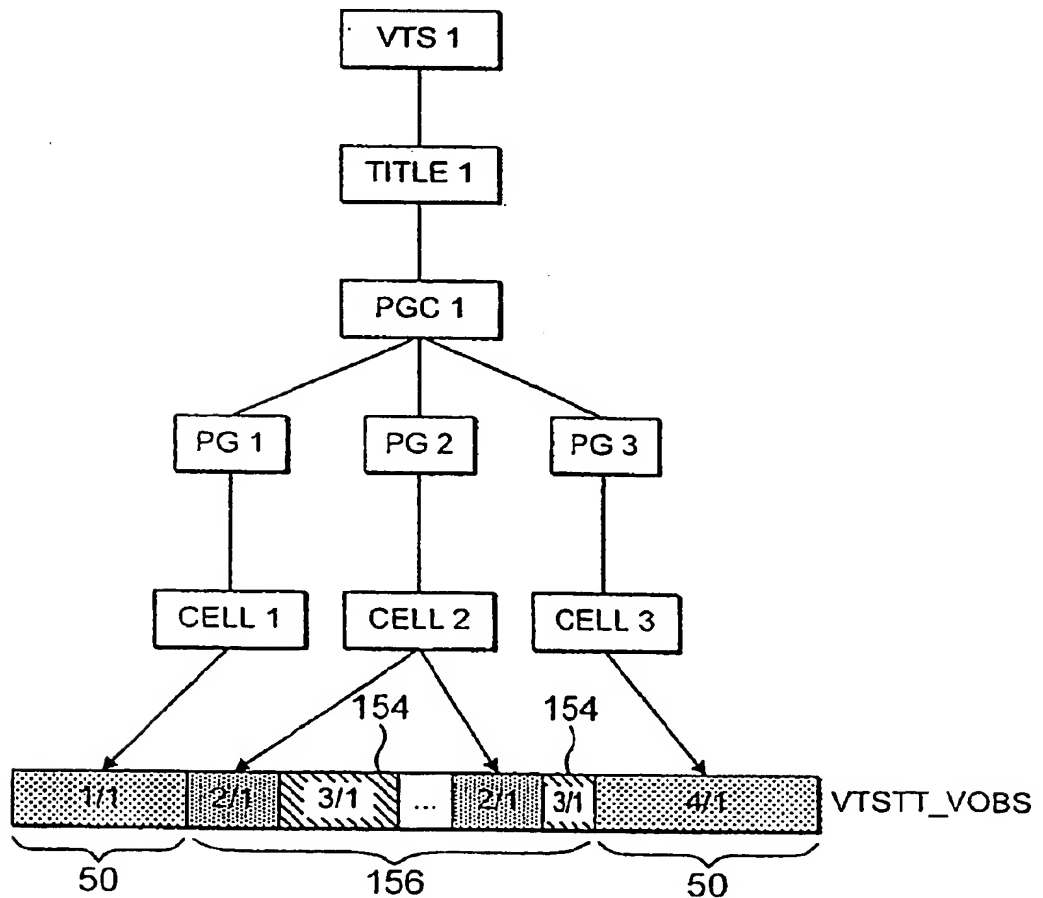 VTS 1
TITLE 1
PGC 1
PG 1 PG 2 PG 3
CELL 1 CELL 2 CELL 3
154 154
1/1 2/1 3/1 ... 2/1 3/1 4/1 VTSTT_VOBS
50 156 50